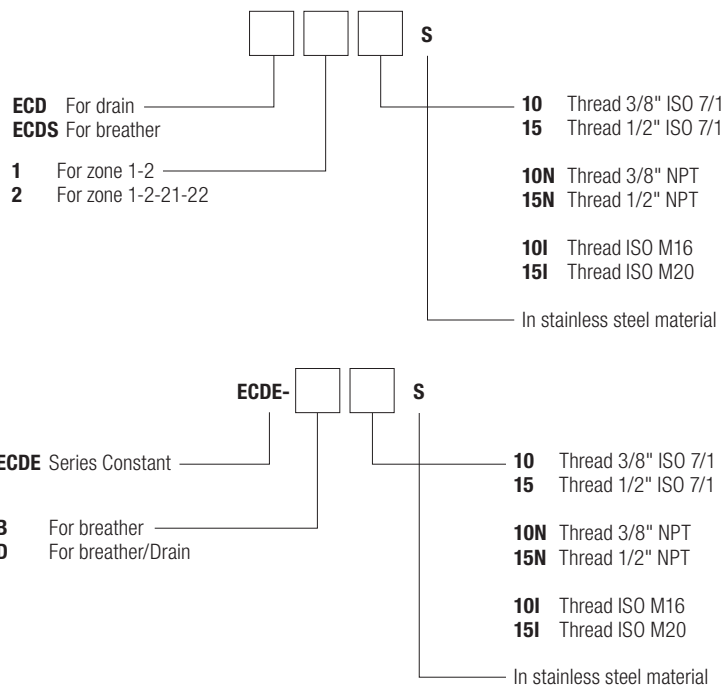 S
ECD For drain
ECDS For breather
1 For zone 1-2
2 For zone 1-2-21-22
10 Thread 3/8" ISO 7/1
15 Thread 1/2" ISO 7/1
10N Thread 3/8" NPT
15N Thread 1/2" NPT
10I Thread ISO M16
15I Thread ISO M20
In stainless steel material
ECDE- S
ECDE Series Constant
B For breather
D For breather/Drain
10 Thread 3/8" ISO 7/1
15 Thread 1/2" ISO 7/1
10N Thread 3/8" NPT
15N Thread 1/2" NPT
10I Thread ISO M16
15I Thread ISO M20
In stainless steel material